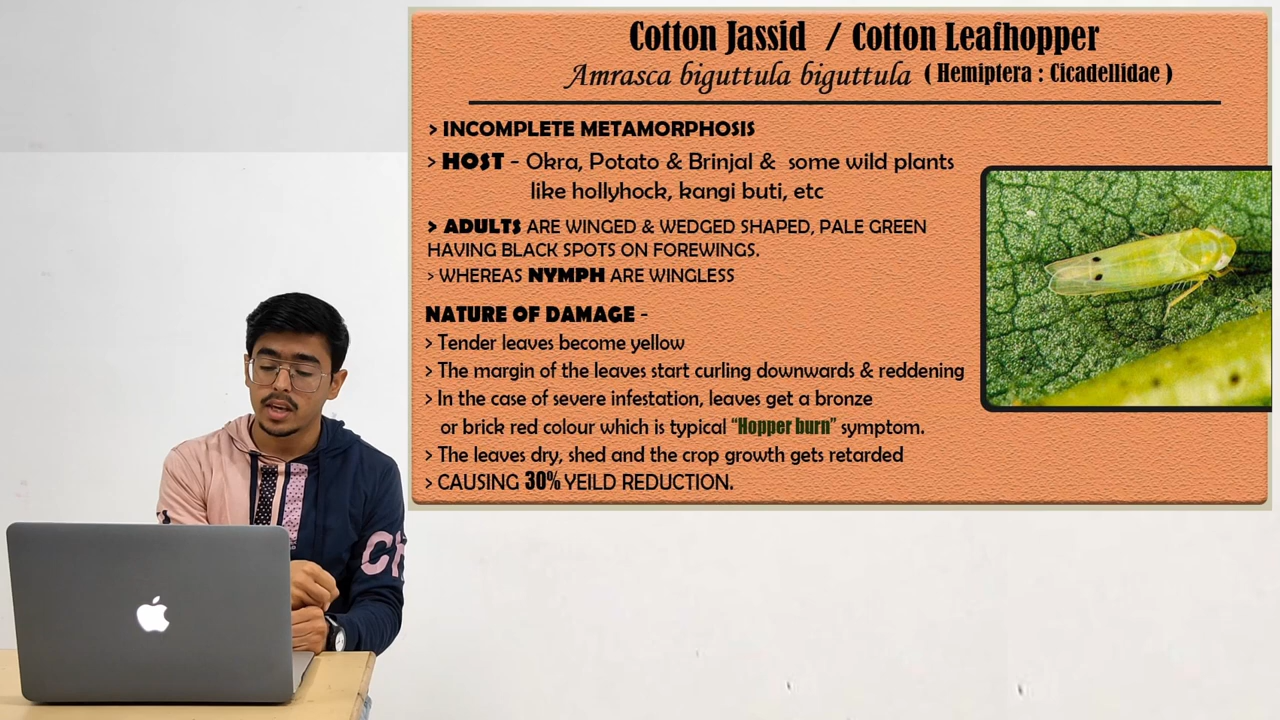 Cotton Jassid / Cotton Leafhopper
Amrasca biguttula biguttula ( Hemiptera : Cicadellidae )
> INCOMPLETE METAMORPHOSIS
> HOST - Okra, Potato & Brinjal & some wild plants
like hollyhock, kangi buti, etc
> ADULTS ARE WINGED & WEDGED SHAPED, PALE GREEN
HAVING BLACK SPOTS ON FOREWINGS.
> WHEREAS NYMPH ARE WINGLESS
NATURE OF DAMAGE -
> Tender leaves become yellow
> The margin of the leaves start curling downwards & reddening
> In the case of severe infestation, leaves get a bronze
or brick red colour which is typical “Hopper burn” symptom.
> The leaves dry, shed and the crop growth gets retarded
> CAUSING 30% YEILD REDUCTION.